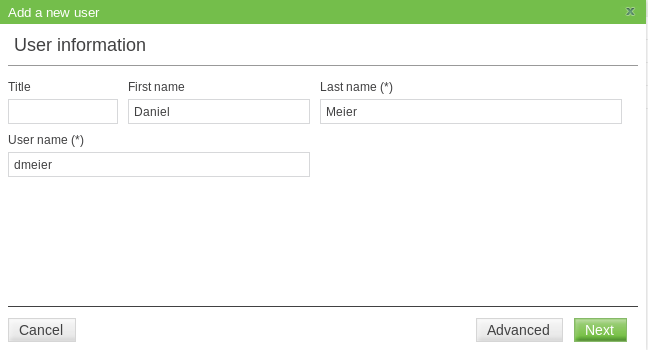 Add a new user
User information
Title First name Last name (*)
Daniel Meier
User name (*)
dmeier
Cancel Advanced Next